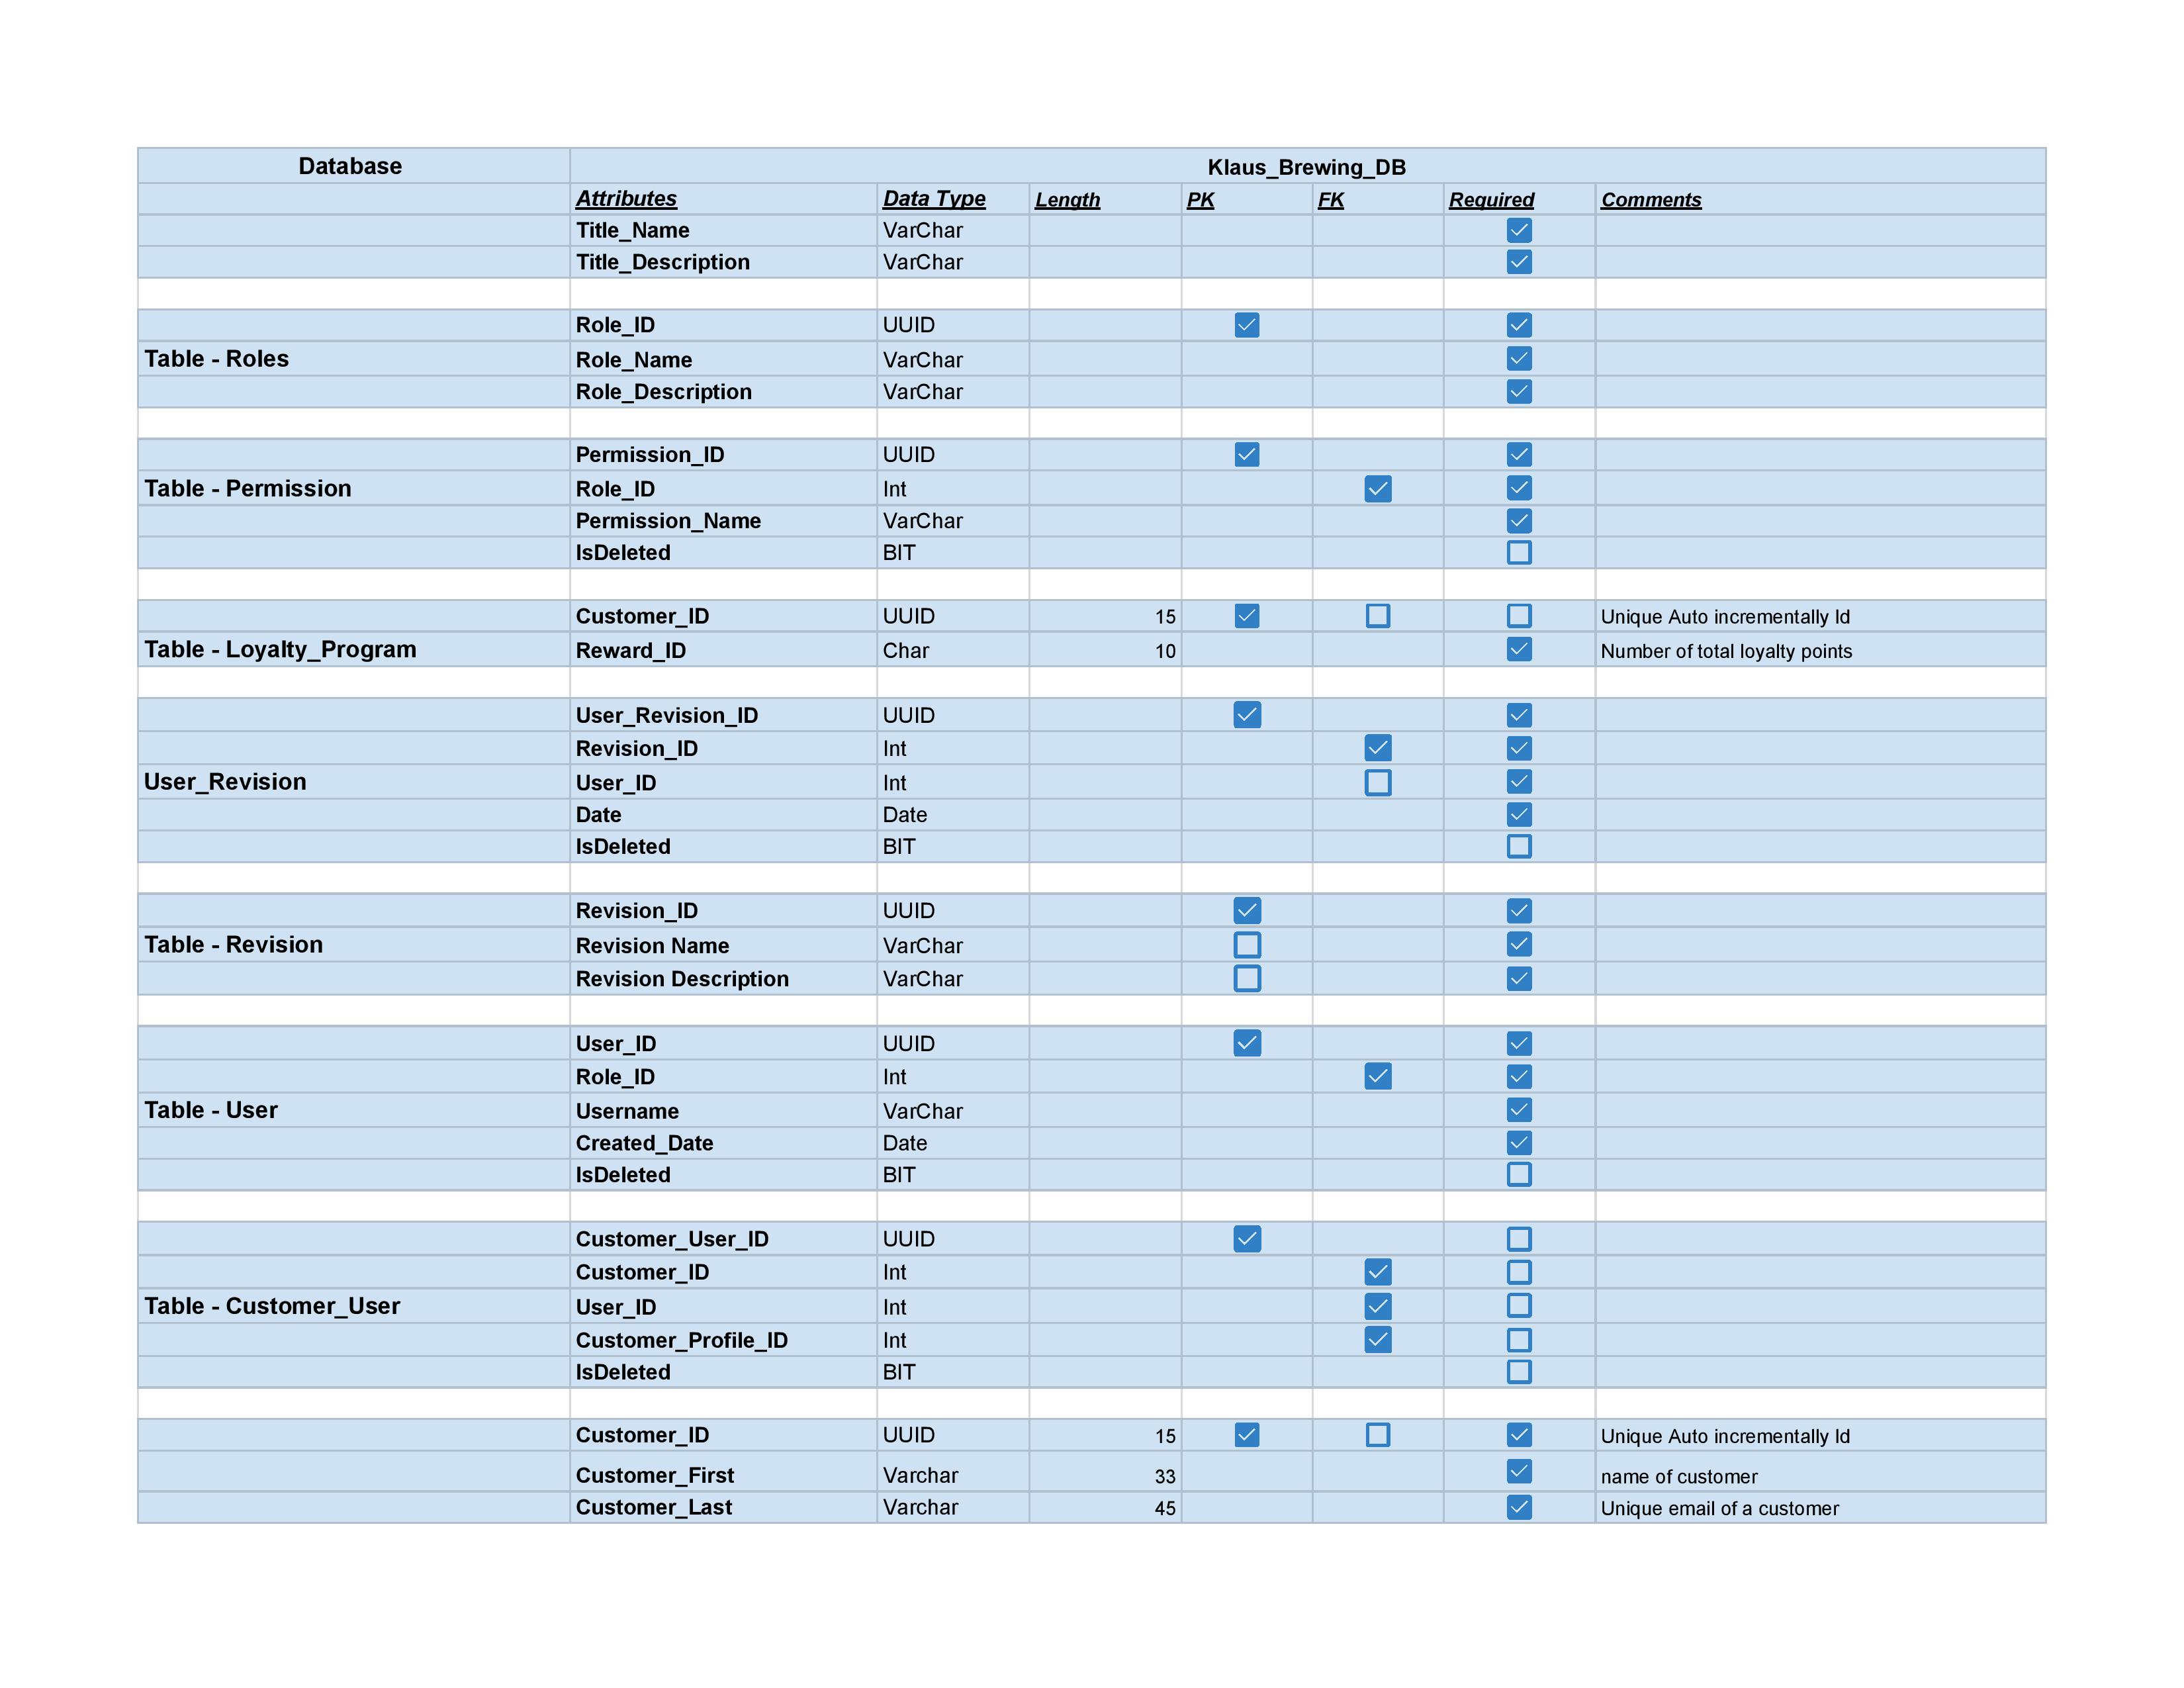 Database Klaus_Brewing_DB
Attributes Data Type Length PK FK Required Comments
Title_Name VarChar
Title_Description VarChar
Role_ID UUID
Table - Roles Role_Name VarChar
Role_Description VarChar
Permission_ID UUID
Table - Permission Role_ID Int
Permission_Name VarChar
IsDeleted BIT
Customer_ID UUID 15 Unique Auto incrementally Id
Table - Loyalty_Program Reward_ID Char 10 Number of total loyalty points
User_Revision_ID UUID
Revision_ID Int
User_Revision User_ID Int
Date Date
IsDeleted BIT
Revision_ID UUID
Table - Revision Revision Name VarChar
Revision Description VarChar
User_ID UUID
Role_ID Int
Table - User Username VarChar
Created_Date Date
IsDeleted BIT
Customer_User_ID UUID
Customer_ID Int
Table - Customer_User User_ID Int
Customer_Profile_ID Int
IsDeleted BIT
Customer_ID UUID 15 Unique Auto incrementally Id
Customer_First Varchar 33 name of customer
Customer_Last Varchar 45 Unique email of a customer